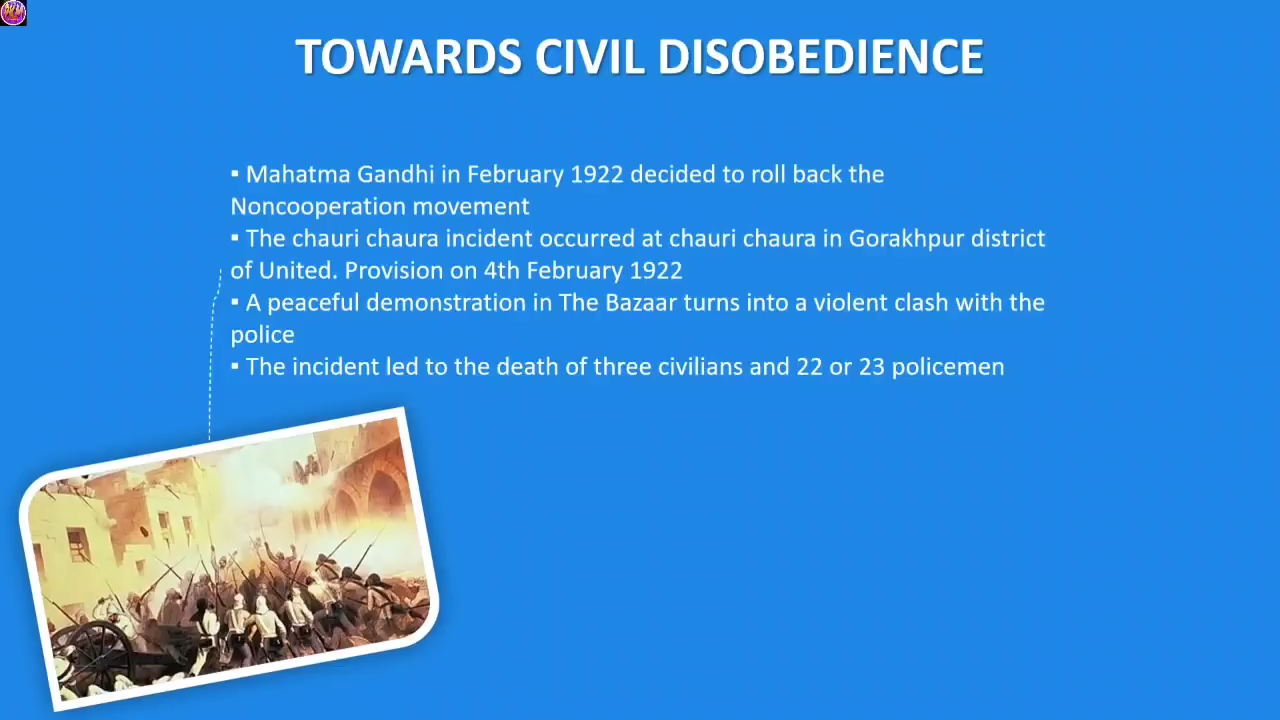 TOWARDS CIVIL DISOBEDIENCE
▪ Mahatma Gandhi in February 1922 decided to roll back the
Noncooperation movement
▪ The chauri chaura incident occurred at chauri chaura in Gorakhpur district
of United. Provision on 4th February 1922
▪ A peaceful demonstration in The Bazaar turns into a violent clash with the
police
▪ The incident led to the death of three civilians and 22 or 23 policemen